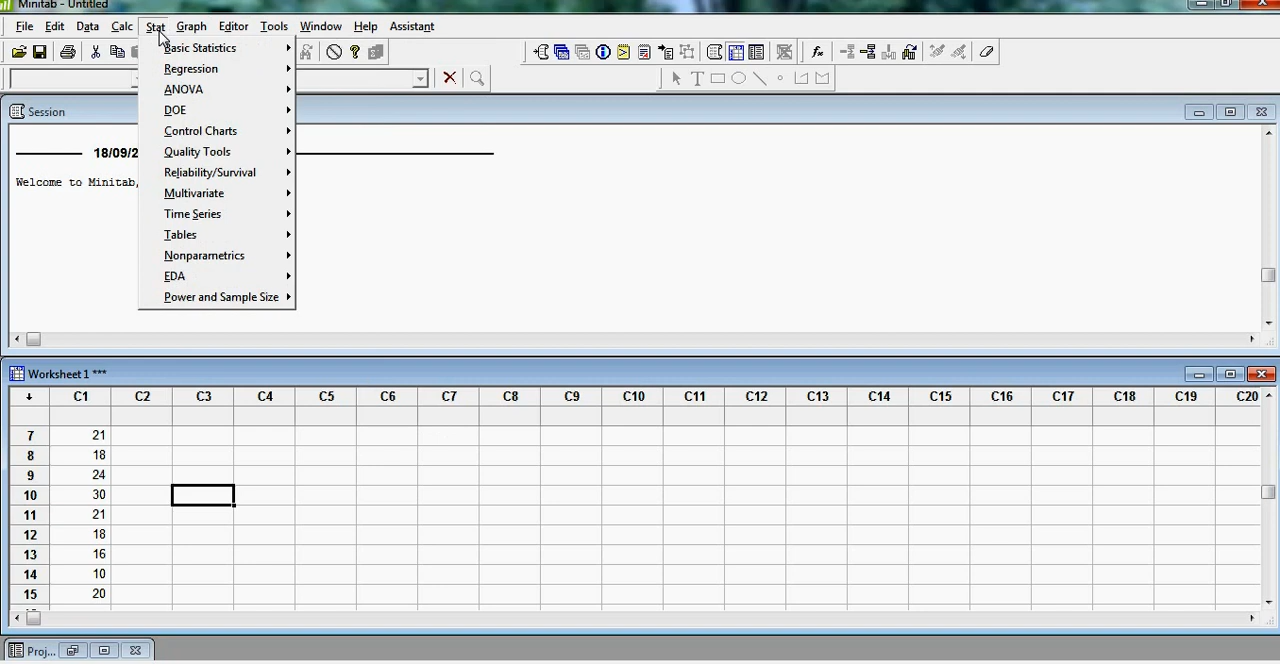 Minitab - Untitled
File Edit Data Calc Stat Graph Editor Tools Window Help Assistant
Basic Statistics
Regression
ANOVA
DOE
Control Charts
Quality Tools
Reliability/Survival
Multivariate
Time Series
Tables
Nonparametrics
EDA
Power and Sample Size
Session
18/09/2
Welcome to Minitab,
Worksheet 1 ***
C1 C2 C3 C4 C5 C6 C7 C8 C9 C10 C11 C12 C13 C14 C15 C16 C17 C18 C19 C20
7 21
8 18
9 24
10 30
11 21
12 18
13 16
14 10
15 20
Proj...